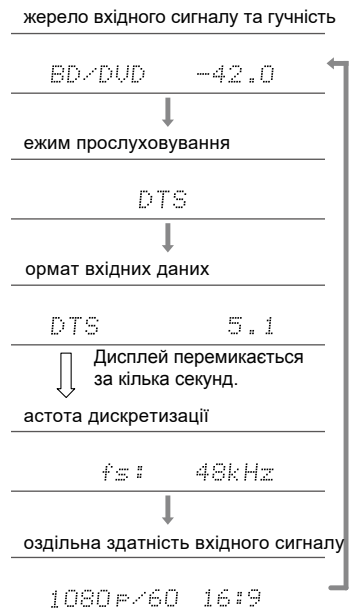 жерело вхідного сигналу та гучність
BD/DVD -42.0
ежим прослуховування
DTS
ормат вхідних даних
DTS 5.1
Дисплей перемикається
за кілька секунд.
астота дискретизації
fs: 48kHz
оздільна здатність вхідного сигналу
1080p/60 16:9